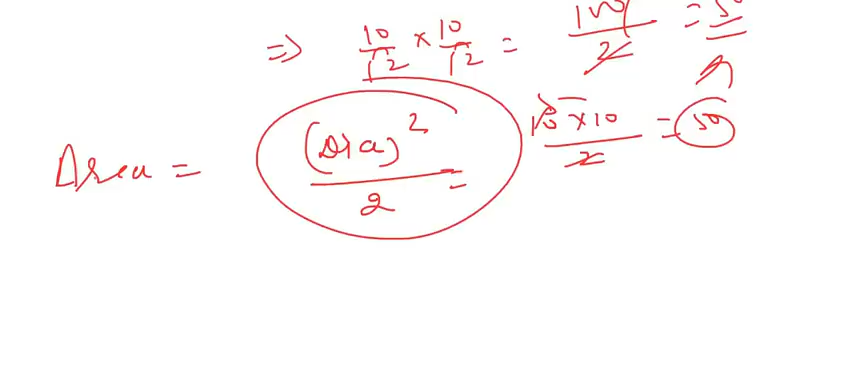 ⇒ 10/√2 × 10/√2 = 100/2 = 50
Area = (Dia)²/2 = 10 × 10/2 = 50